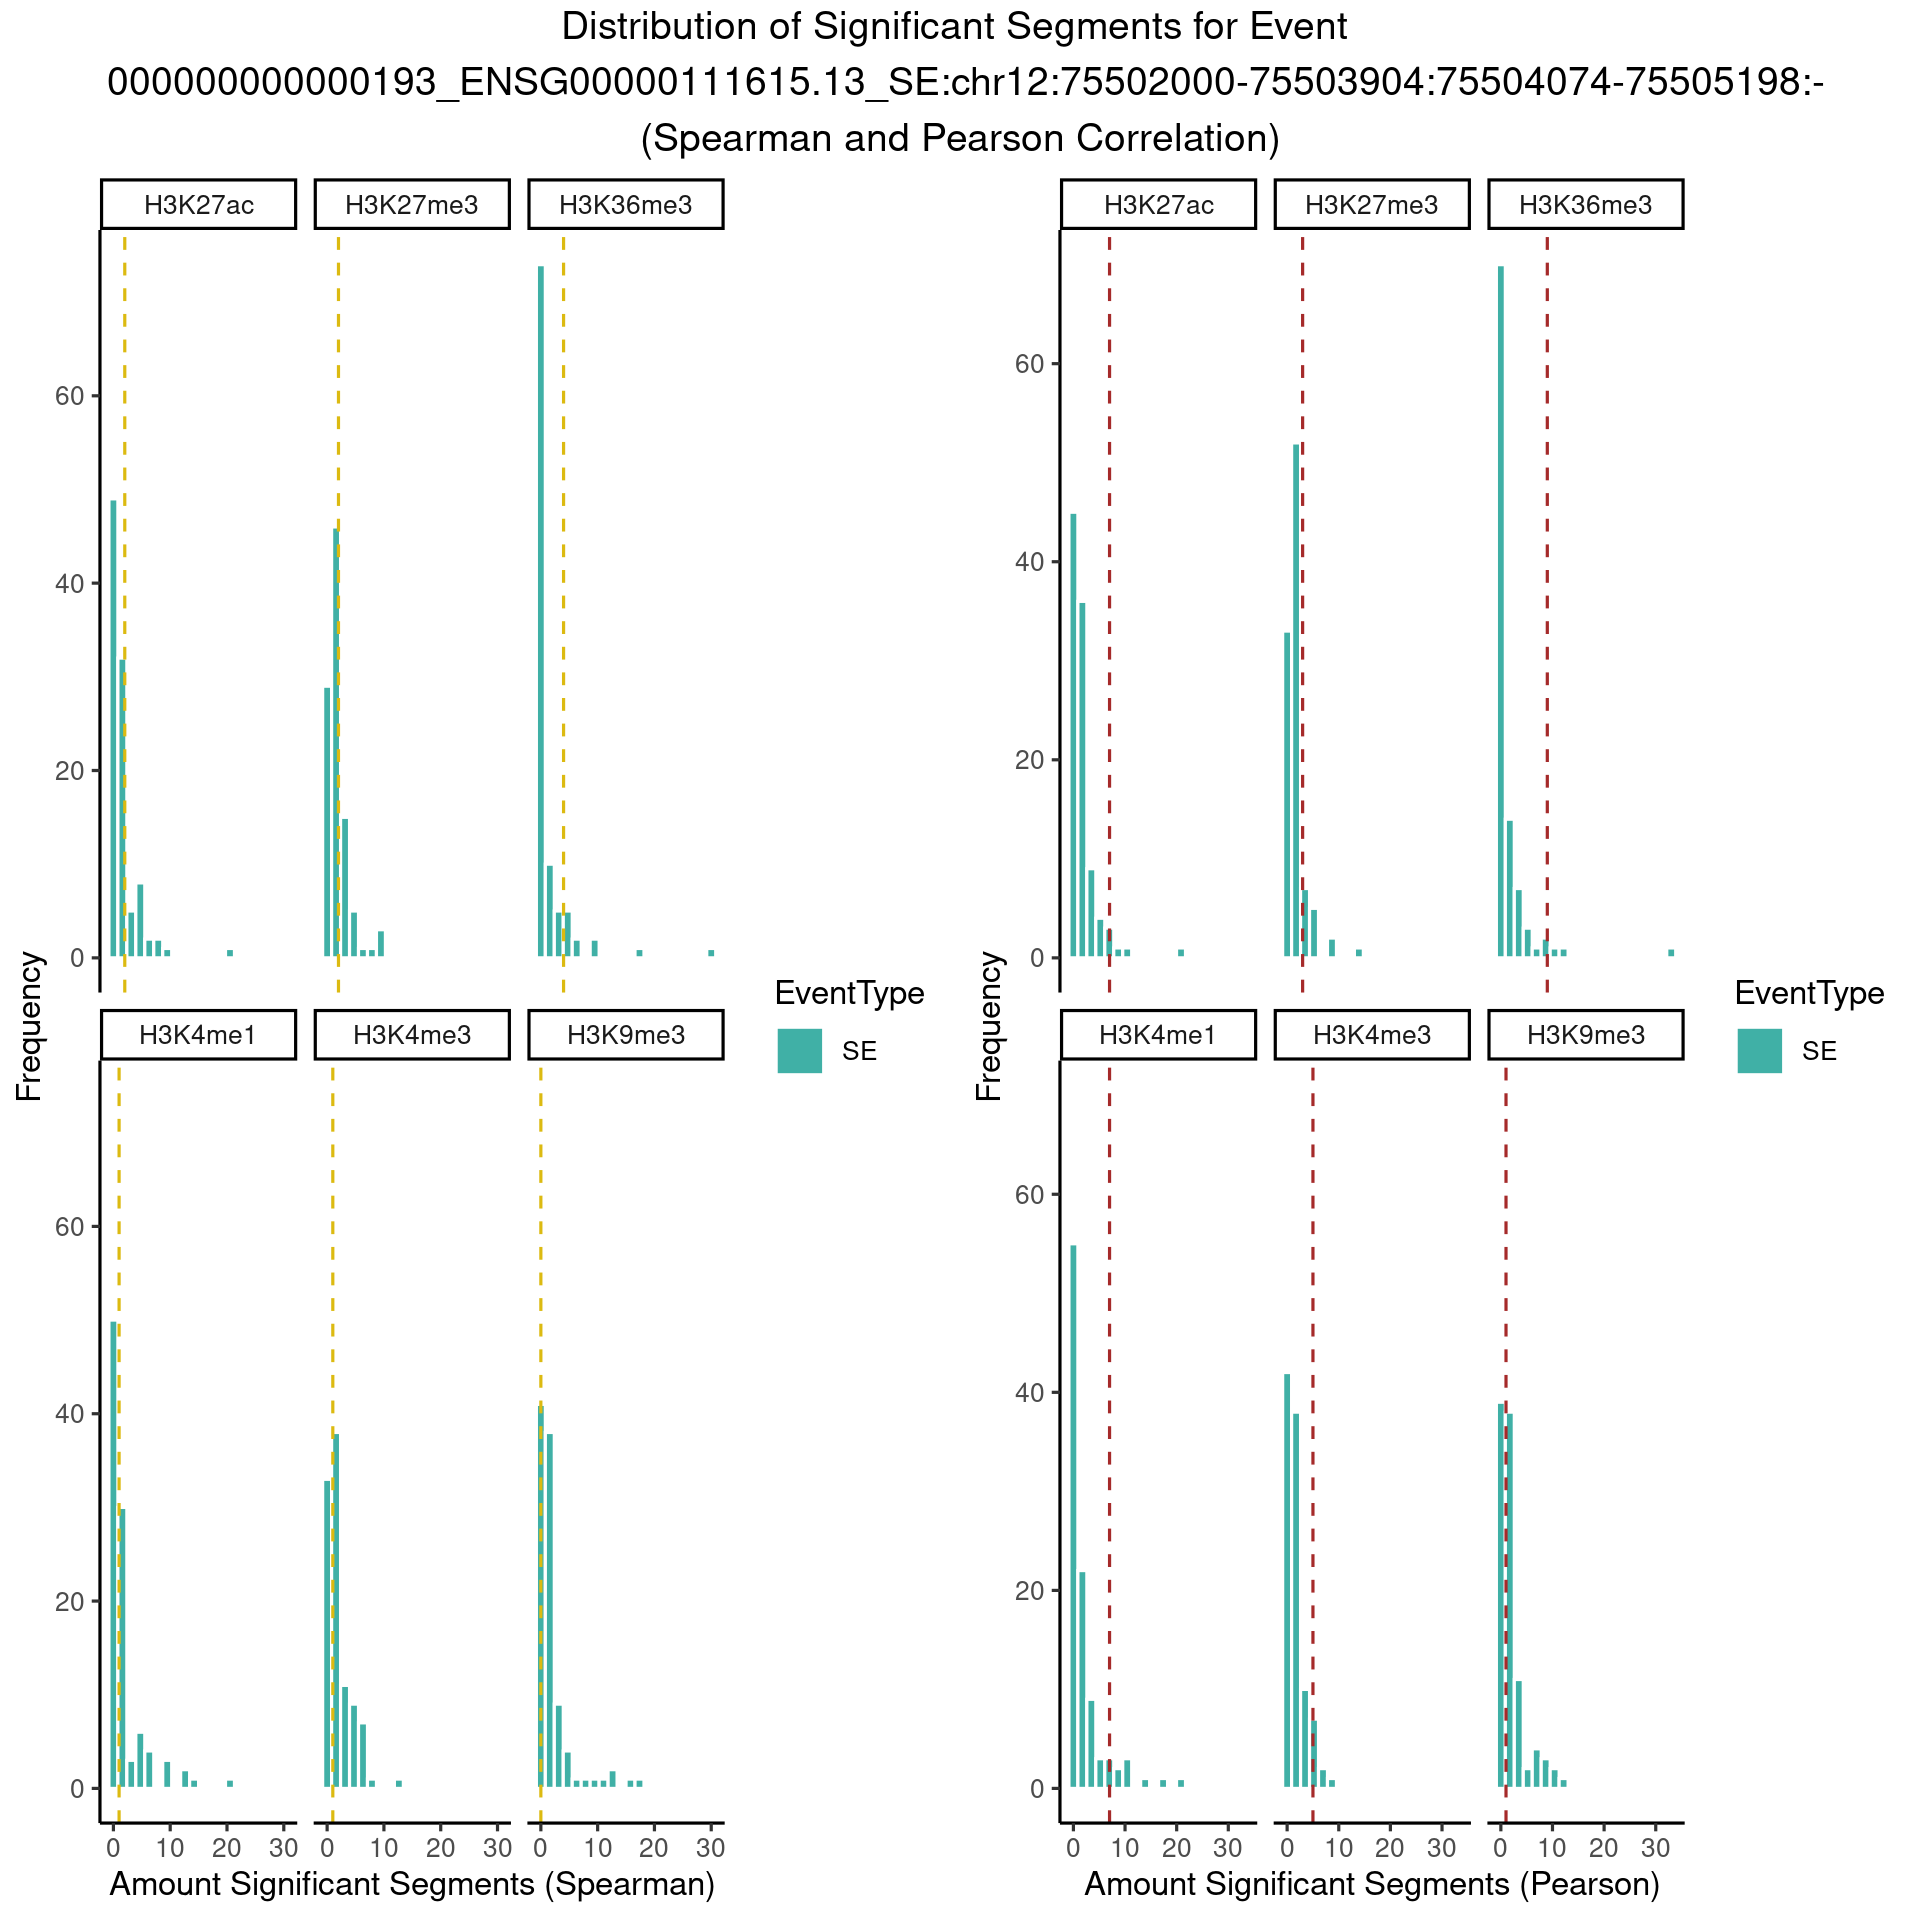 Distribution of Significant Segments for Event
000000000000193_ENSG00000111615.13_SE:chr12:75502000-75503904:75504074-75505198:-
(Spearman and Pearson Correlation)
H3K27ac H3K27me3 H3K36me3
60
40
20
0
H3K4me1 H3K4me3 H3K9me3
60
40
20
0
0 10 20 30 0 10 20 30 0 10 20 30
Frequency
Amount Significant Segments (Spearman)
EventType
SE
H3K27ac H3K27me3 H3K36me3
60
40
20
0
H3K4me1 H3K4me3 H3K9me3
60
40
20
0
0 10 20 30 0 10 20 30 0 10 20 30
Frequency
Amount Significant Segments (Pearson)
EventType
SE